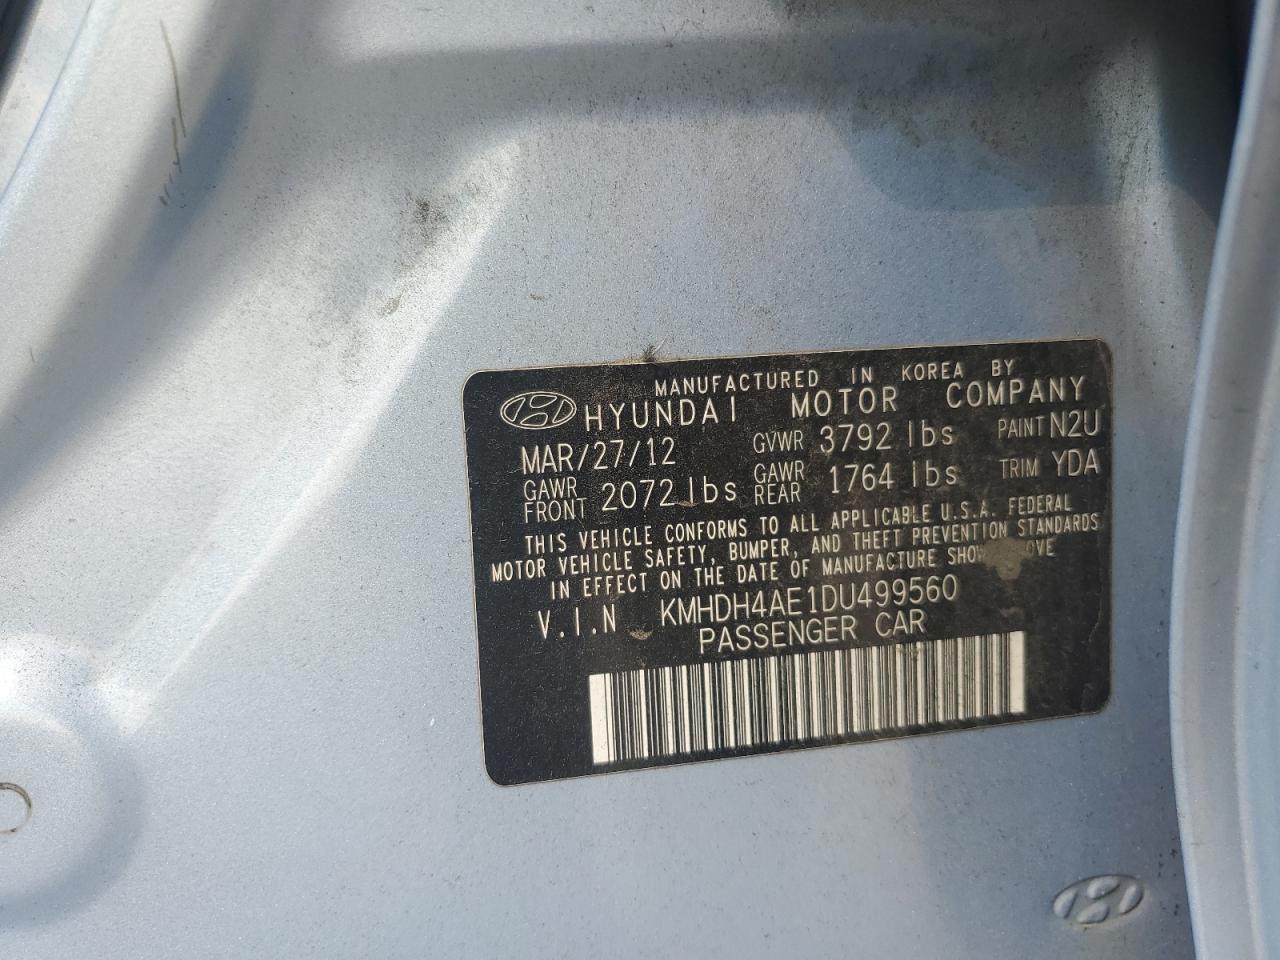 MANUFACTURED IN KOREA BY
HYUNDAI MOTOR COMPANY
MAR/27/12 GVWR 3792 lbs PAINT N2U
GAWR FRONT 2072 lbs GAWR REAR 1764 lbs TRIM YDA
THIS VEHICLE CONFORMS TO ALL APPLICABLE U.S.A. FEDERAL
MOTOR VEHICLE SAFETY, BUMPER, AND THEFT PREVENTION STANDARDS
IN EFFECT ON THE DATE OF MANUFACTURE
V.I.N KMHDH4AE1DU499560
PASSENGER CAR